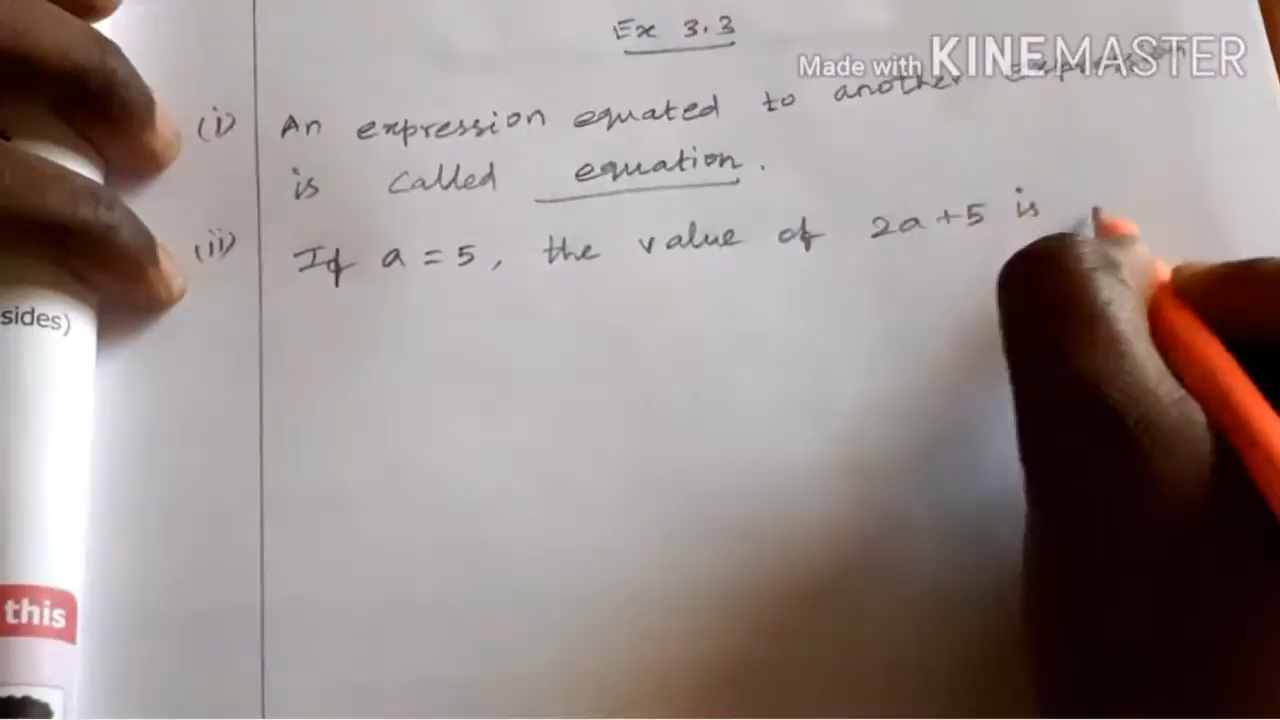 Ex 3.3
Made with KINEMASTER
(i) An expression equated to another expression
is called equation.
(ii) If a = 5, the value of 2a+5 is
sides)
this